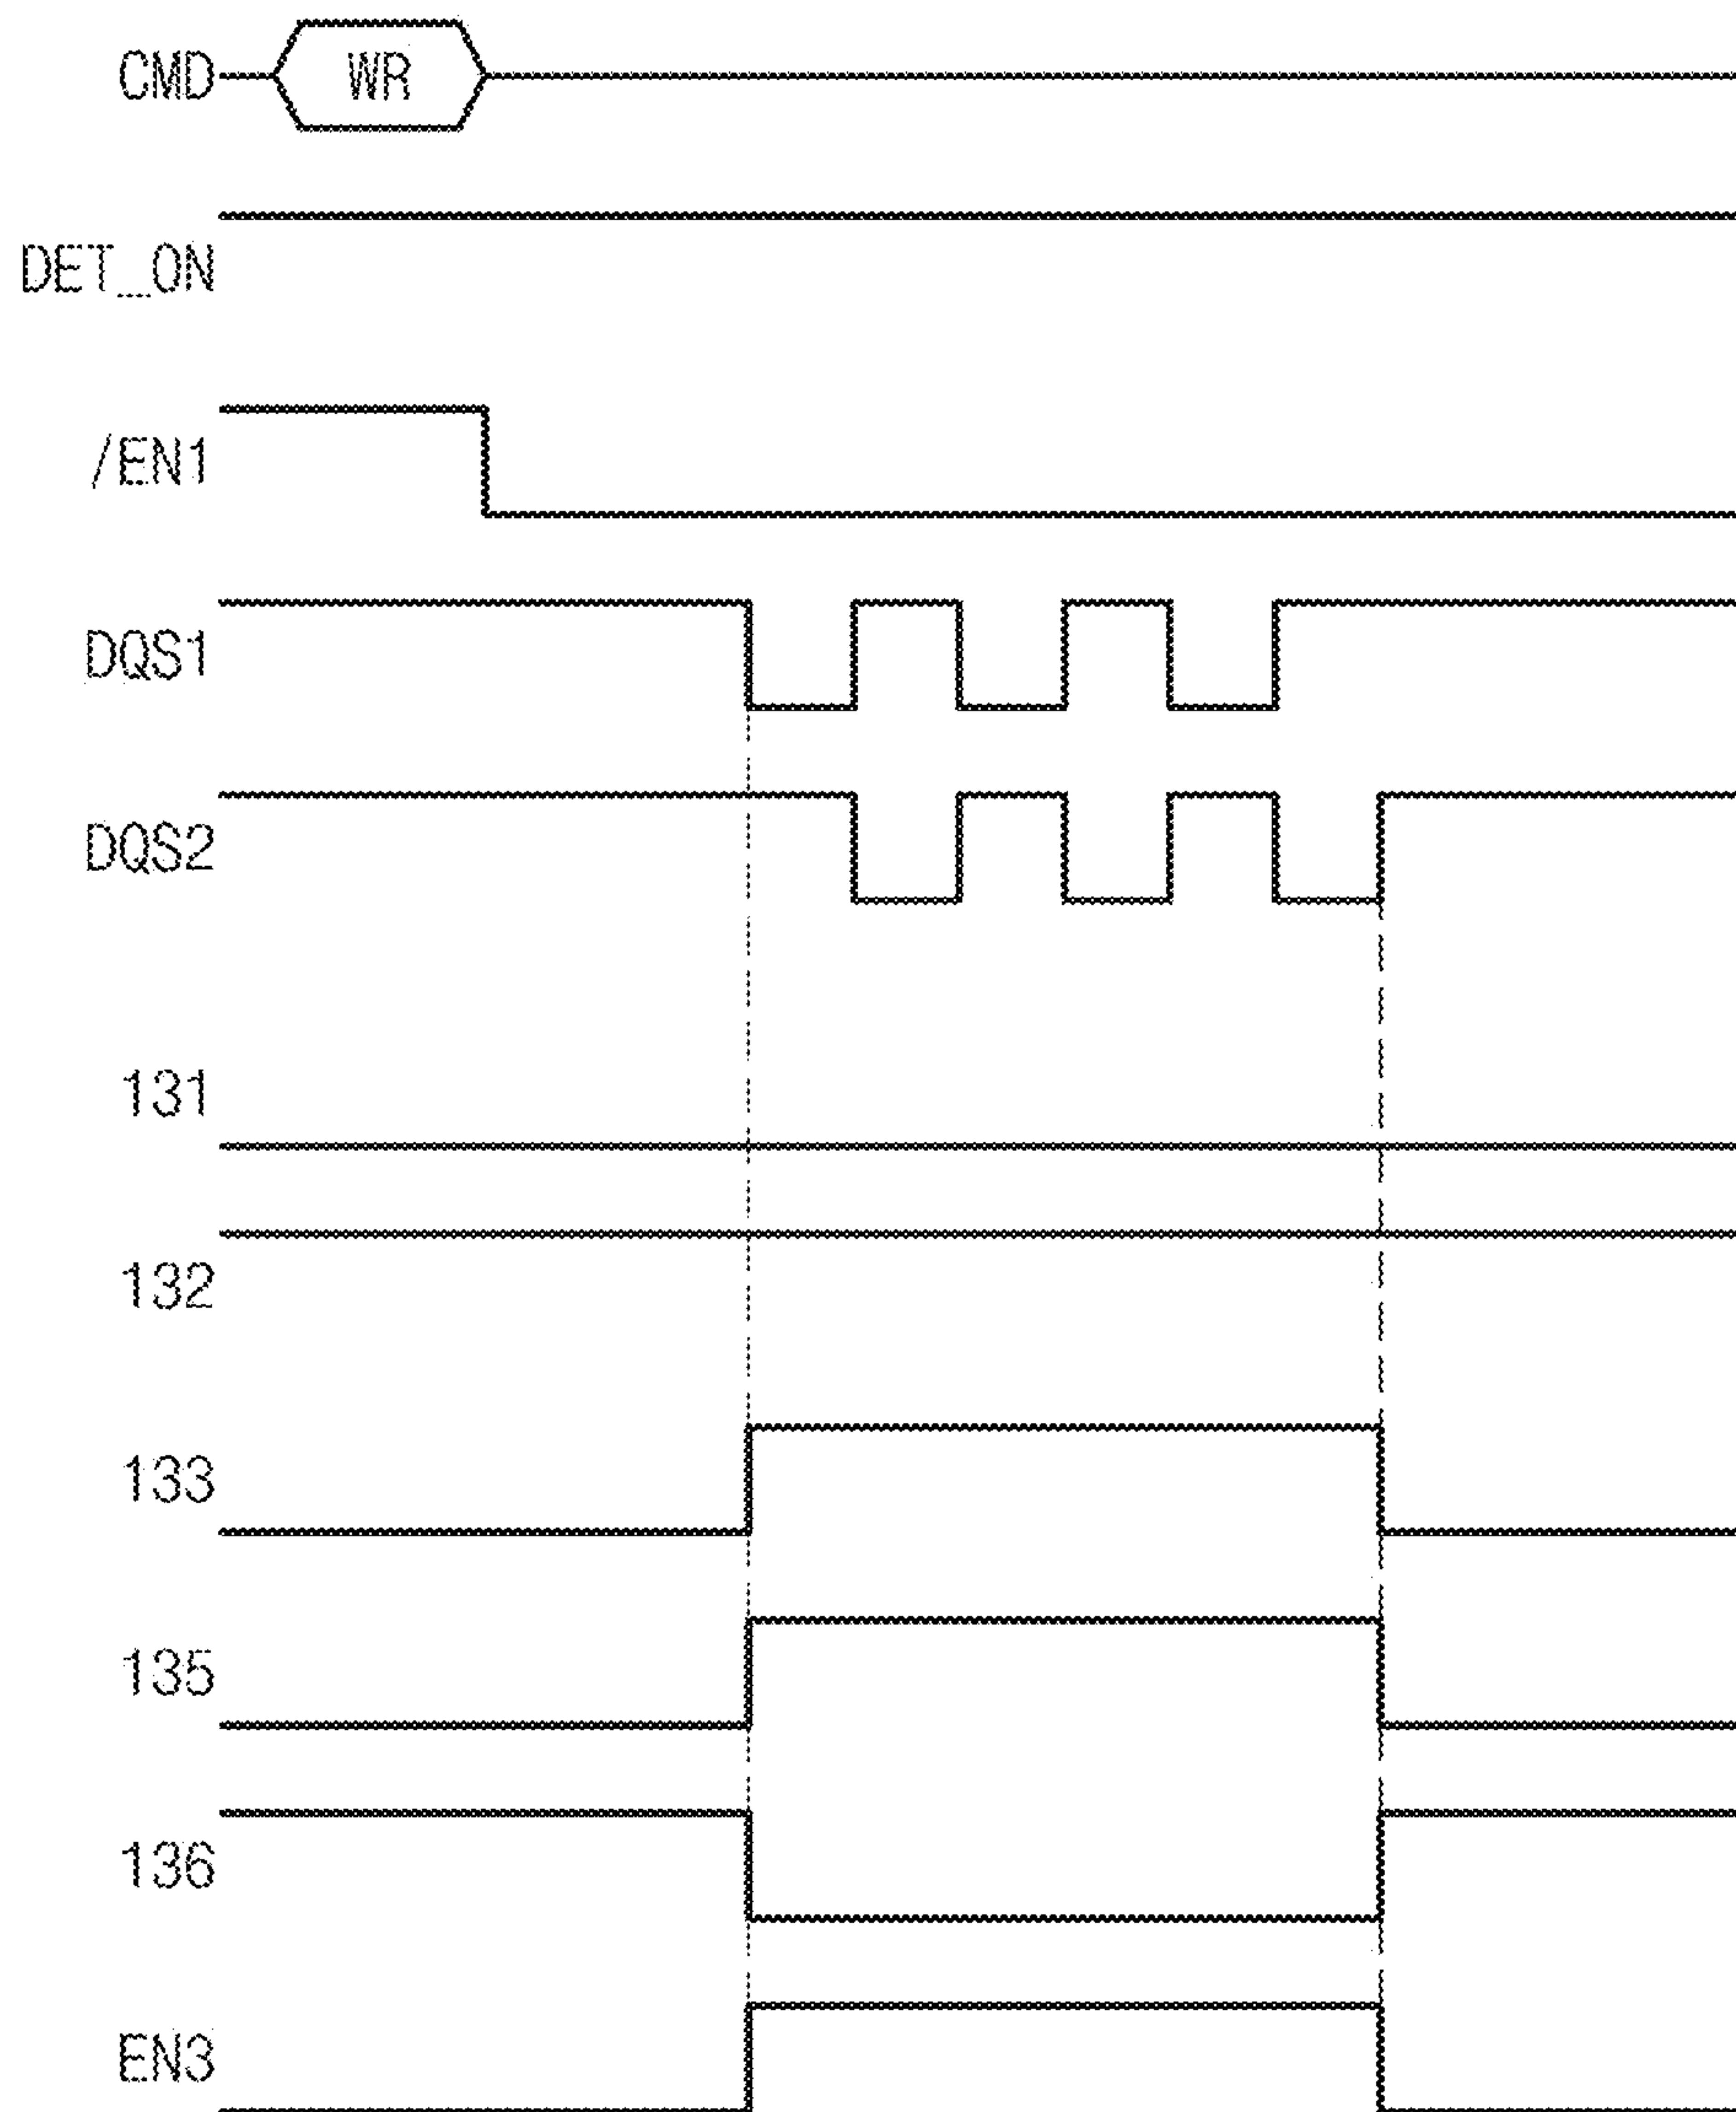 CMD WR
DET_ON
/EN1
DQS1
DQS2
131
132
133
135
136
EN3